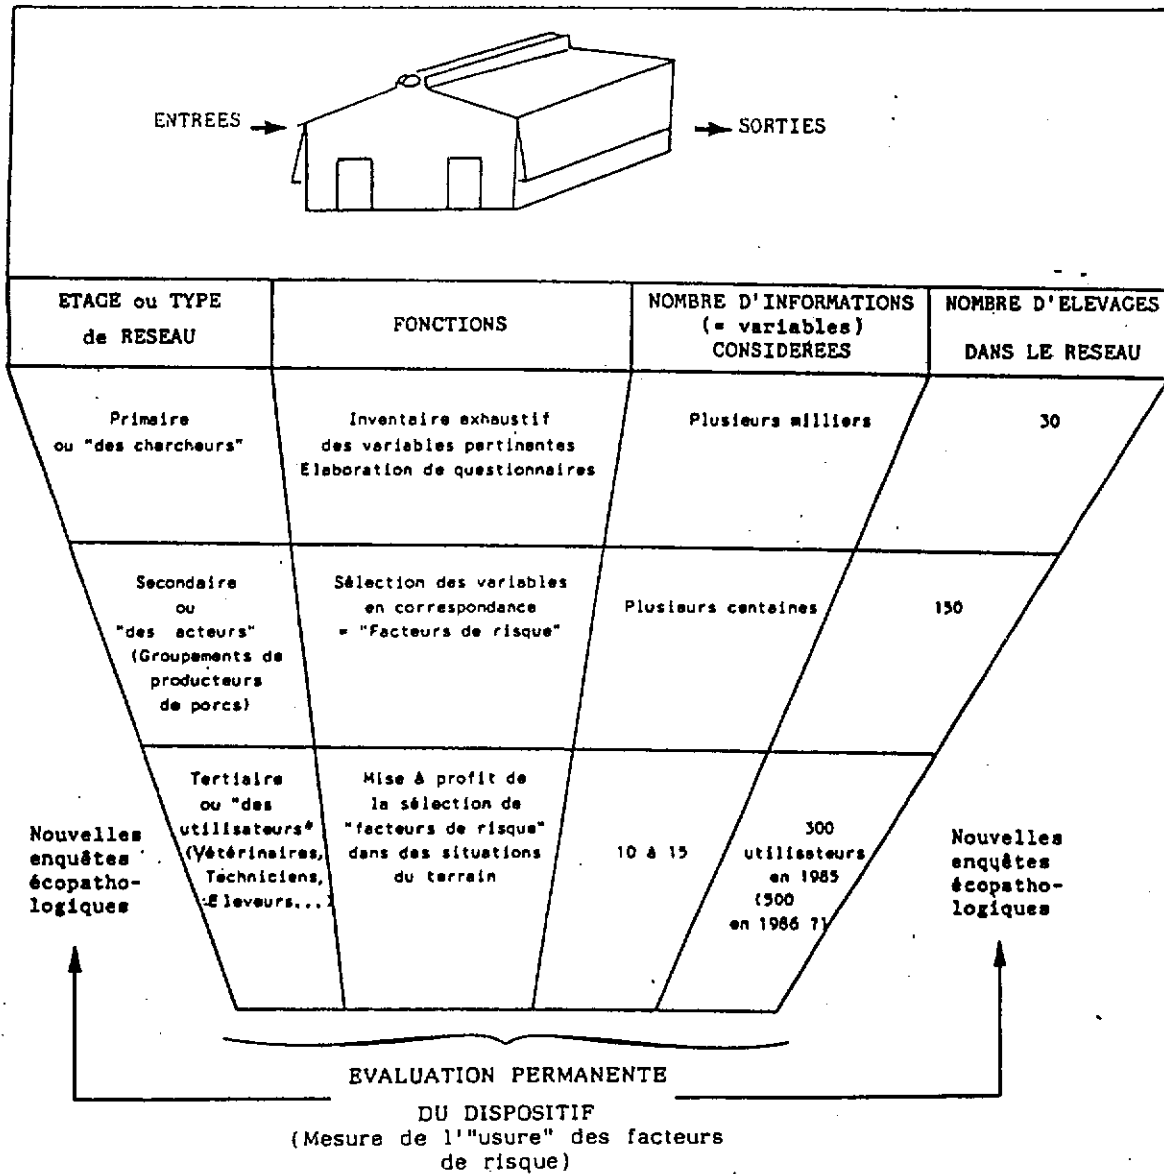 ENTREES
SORTIES
ETAGE ou TYPE
de RESEAU
FONCTIONS
NOMBRE D'INFORMATIONS
(= variables)
CONSIDEREES
NOMBRE D'ELEVAGES
DANS LE RESEAU
Primaire
ou "des chercheurs"
Inventaire exhaustif
des variables pertinentes
Elaboration de questionnaires
Plusieurs milliers
30
Secondaire
ou
"des acteurs"
(Groupements de
producteurs
de porcs)
Sélection des variables
en correspondance
= "Facteurs de risque"
Plusieurs centaines
150
Tertiaire
ou "des
utilisateurs"
(Vétérinaires,
Techniciens,
Eleveurs...)
Mise à profit de
la sélection de
"facteurs de risque"
dans des situations
du terrain
10 à 15
300
utilisateurs
en 1985
(500
en 1986 ?)
Nouvelles
enquêtes
écopatho-
logiques
Nouvelles
enquêtes
écopatho-
logiques
EVALUATION PERMANENTE
DU DISPOSITIF
(Mesure de l'"usure" des facteurs
de risque)